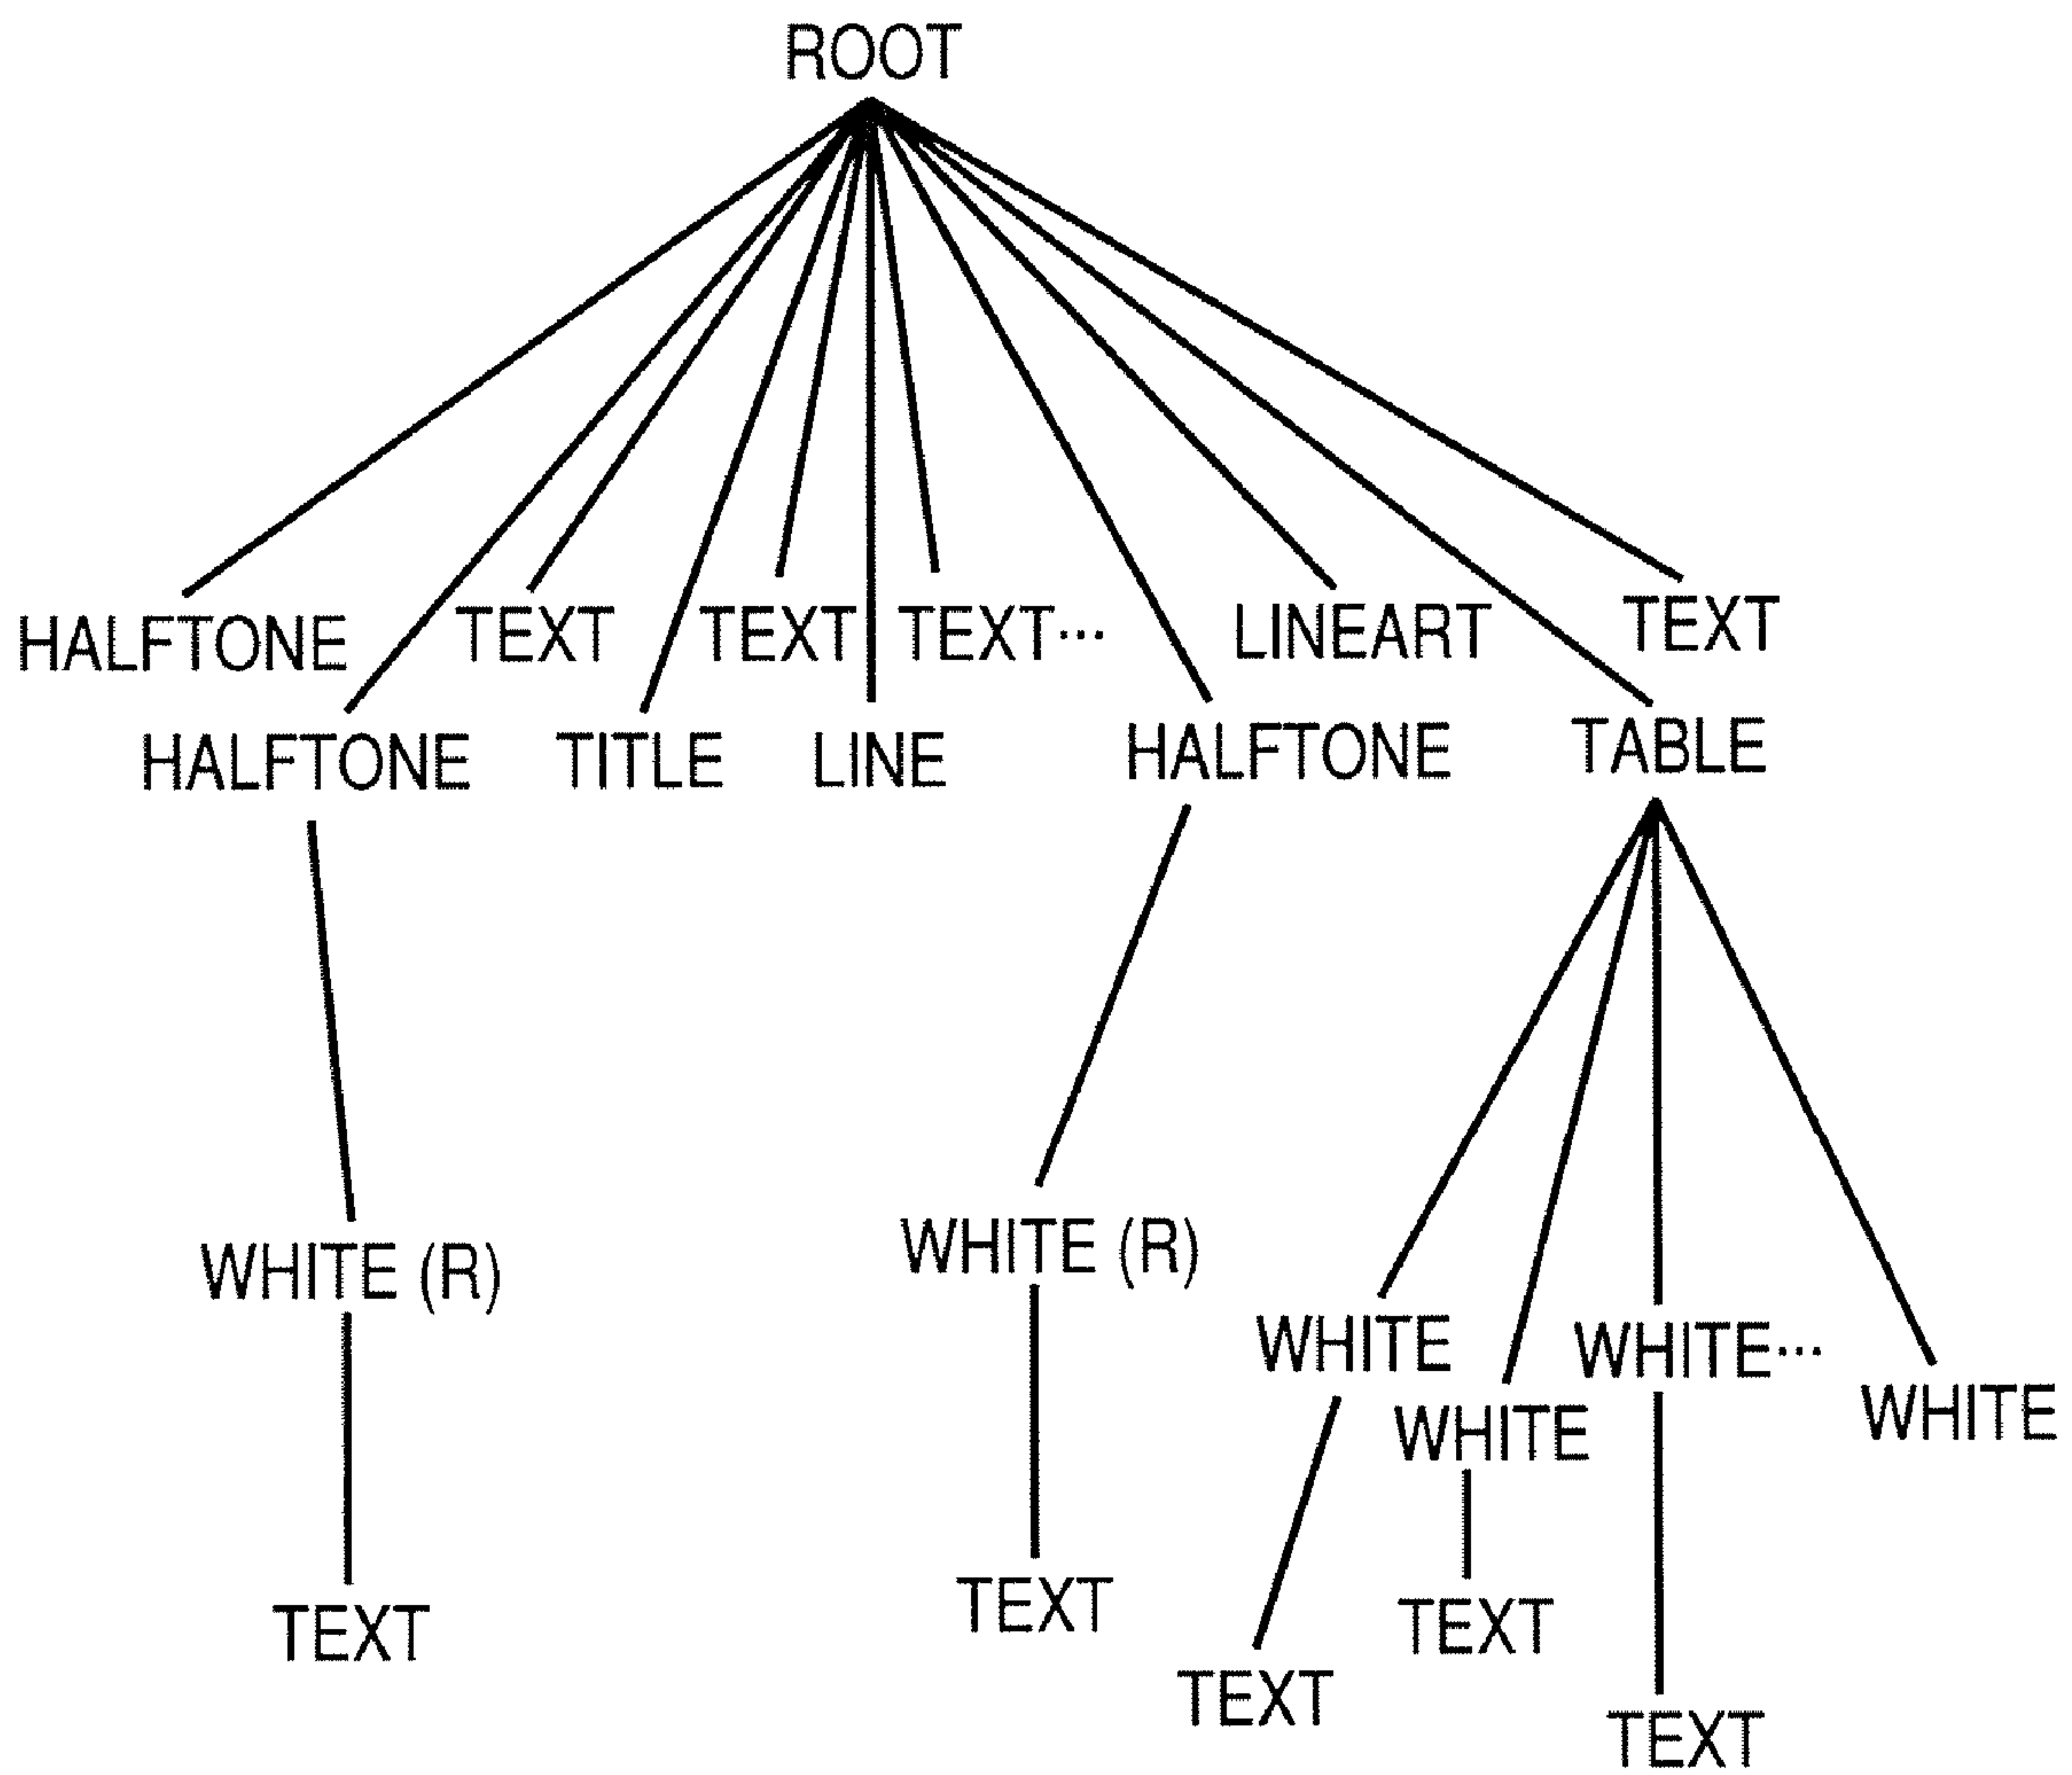 ROOT
HALFTONE TEXT TEXT TEXT... LINEART TEXT
HALFTONE TITLE LINE HALFTONE TABLE
WHITE (R) WHITE (R)
WHITE WHITE...
WHITE WHITE
TEXT TEXT TEXT
TEXT
TEXT